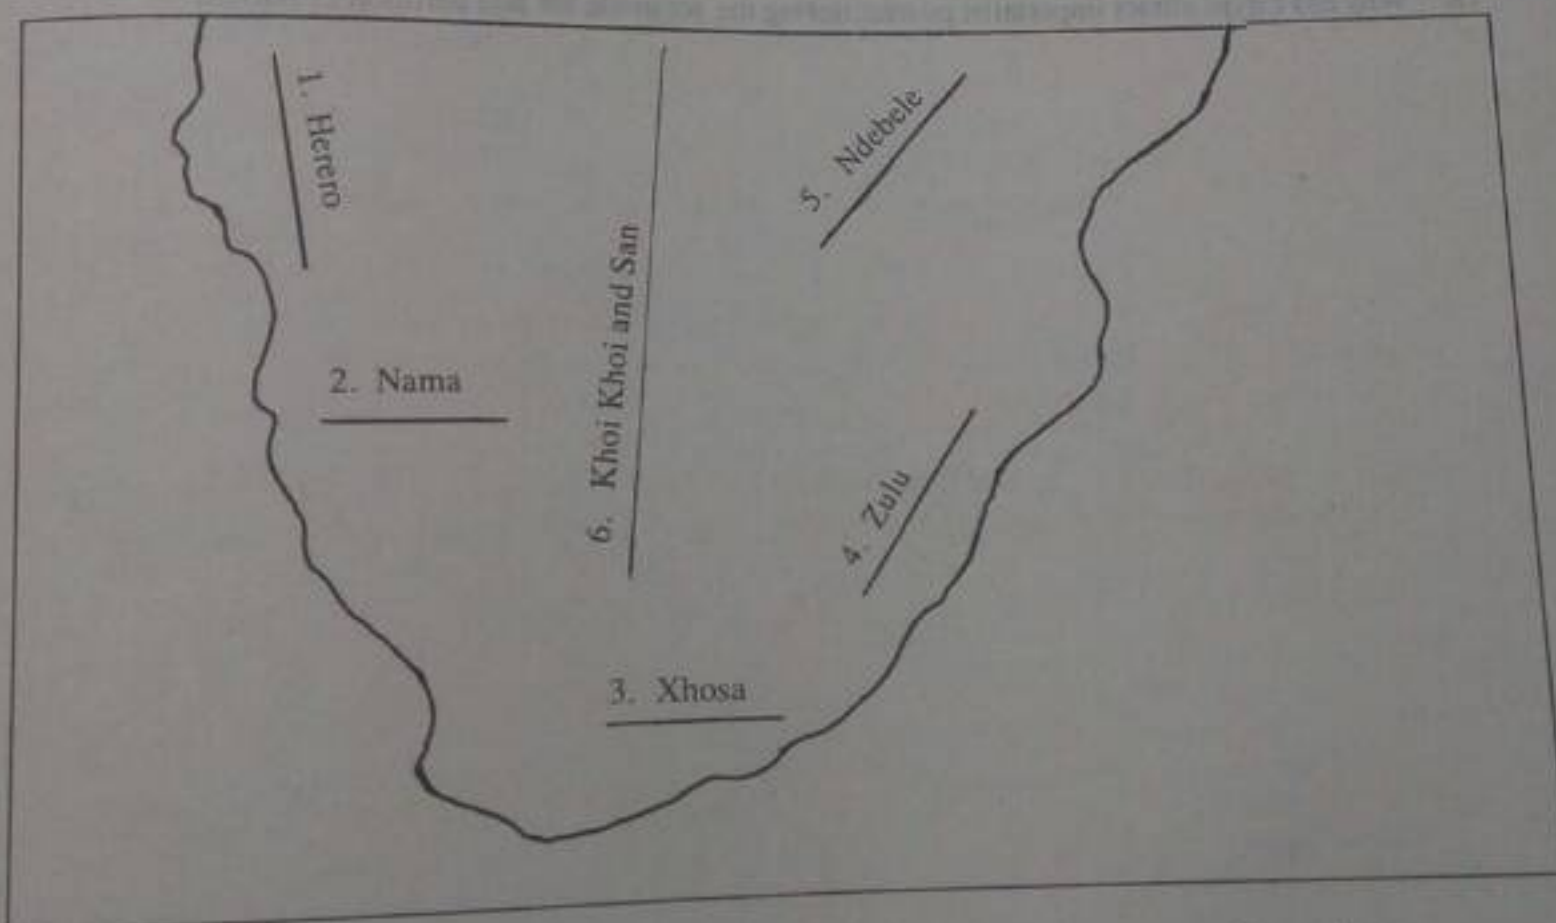 1. Herero
2. Nama
3. Xhosa
4. Zulu
5. Ndebele
6. Khoi Khoi and San